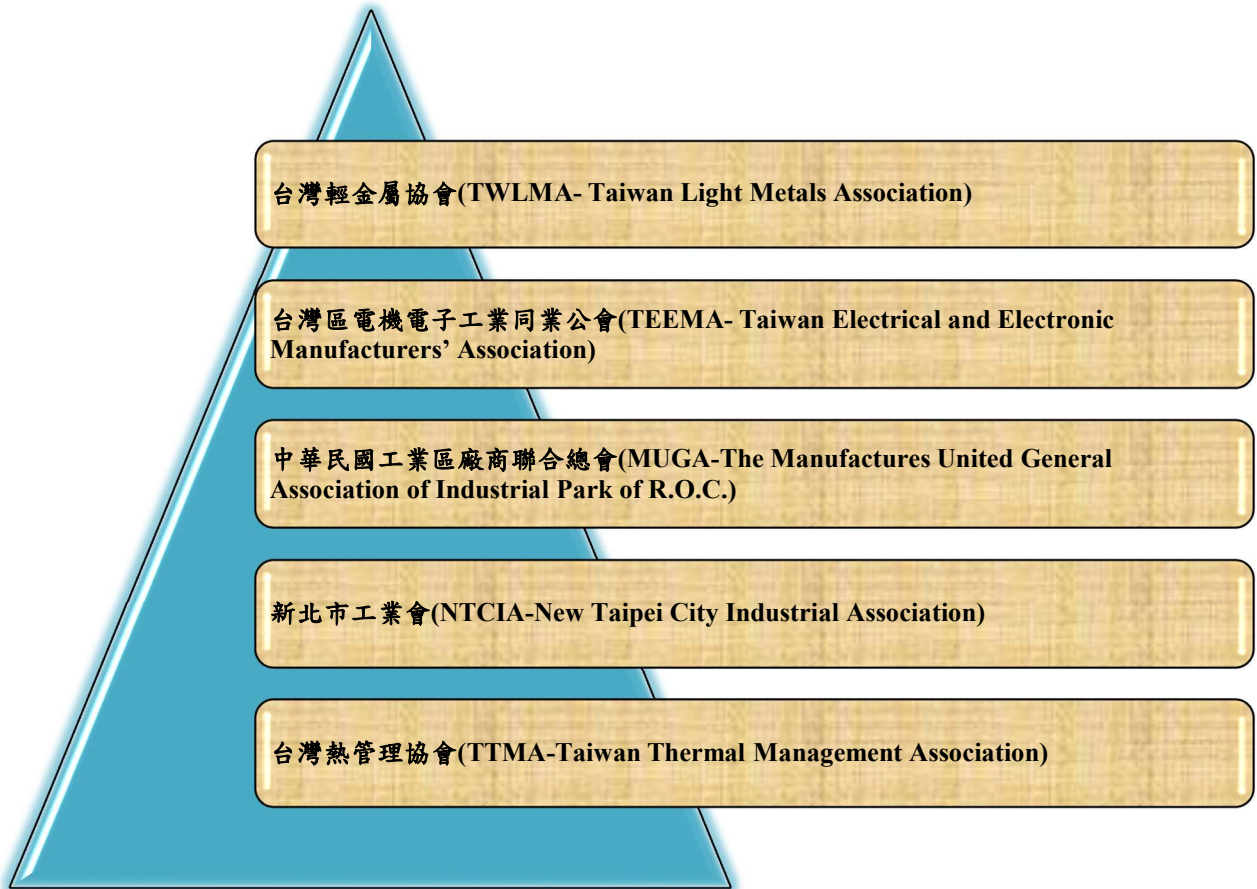 台灣輕金屬協會(TWLMA- Taiwan Light Metals Association)
台灣區電機電子工業同業公會(TEEMA- Taiwan Electrical and Electronic
Manufacturers’ Association)
中華民國工業區廠商聯合總會(MUGA-The Manufactures United General
Association of Industrial Park of R.O.C.)
新北市工業會(NTCIA-New Taipei City Industrial Association)
台灣熱管理協會(TTMA-Taiwan Thermal Management Association)